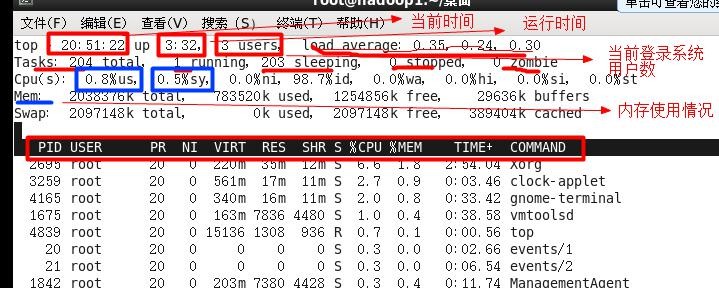 root@hadoop1:~/桌面
单击可查看您的
文件(F) 编辑(E) 查看(V) 搜索 (S) 终端(T) 帮助(H)
当前时间
运行时间
top - 20:51:22 up 3:32, 3 users, load average: 0.35, 0.24, 0.30
当前登录系统
用户数
Tasks: 204 total, 1 running, 203 sleeping, 0 stopped, 0 zombie
Cpu(s): 0.8%us, 0.5%sy, 0.0%ni, 98.7%id, 0.0%wa, 0.0%hi, 0.0%si, 0.0%st
Mem: 2038376k total, 783520k used, 1254856k free, 29636k buffers
内存使用情况
Swap: 2097148k total, 0k used, 2097148k free, 389404k cached
PID USER PR NI VIRT RES SHR S %CPU %MEM TIME+ COMMAND
2695 root 20 0 220m 35m 12m S 6.6 1.8 2:54.04 Xorg
3259 root 20 0 561m 17m 11m S 2.7 0.9 0:03.46 clock-applet
4165 root 20 0 340m 16m 11m S 2.0 0.8 0:33.42 gnome-terminal
1675 root 20 0 163m 7836 4480 S 1.0 0.4 0:38.58 vmtoolsd
4839 root 20 0 15136 1308 936 R 0.7 0.1 0:00.56 top
20 root 20 0 0 0 0 S 0.3 0.0 0:02.66 events/1
21 root 20 0 0 0 0 S 0.3 0.0 0:06.54 events/2
1842 root 20 0 203m 7380 4428 S 0.3 0.4 0:11.74 ManagementAgent